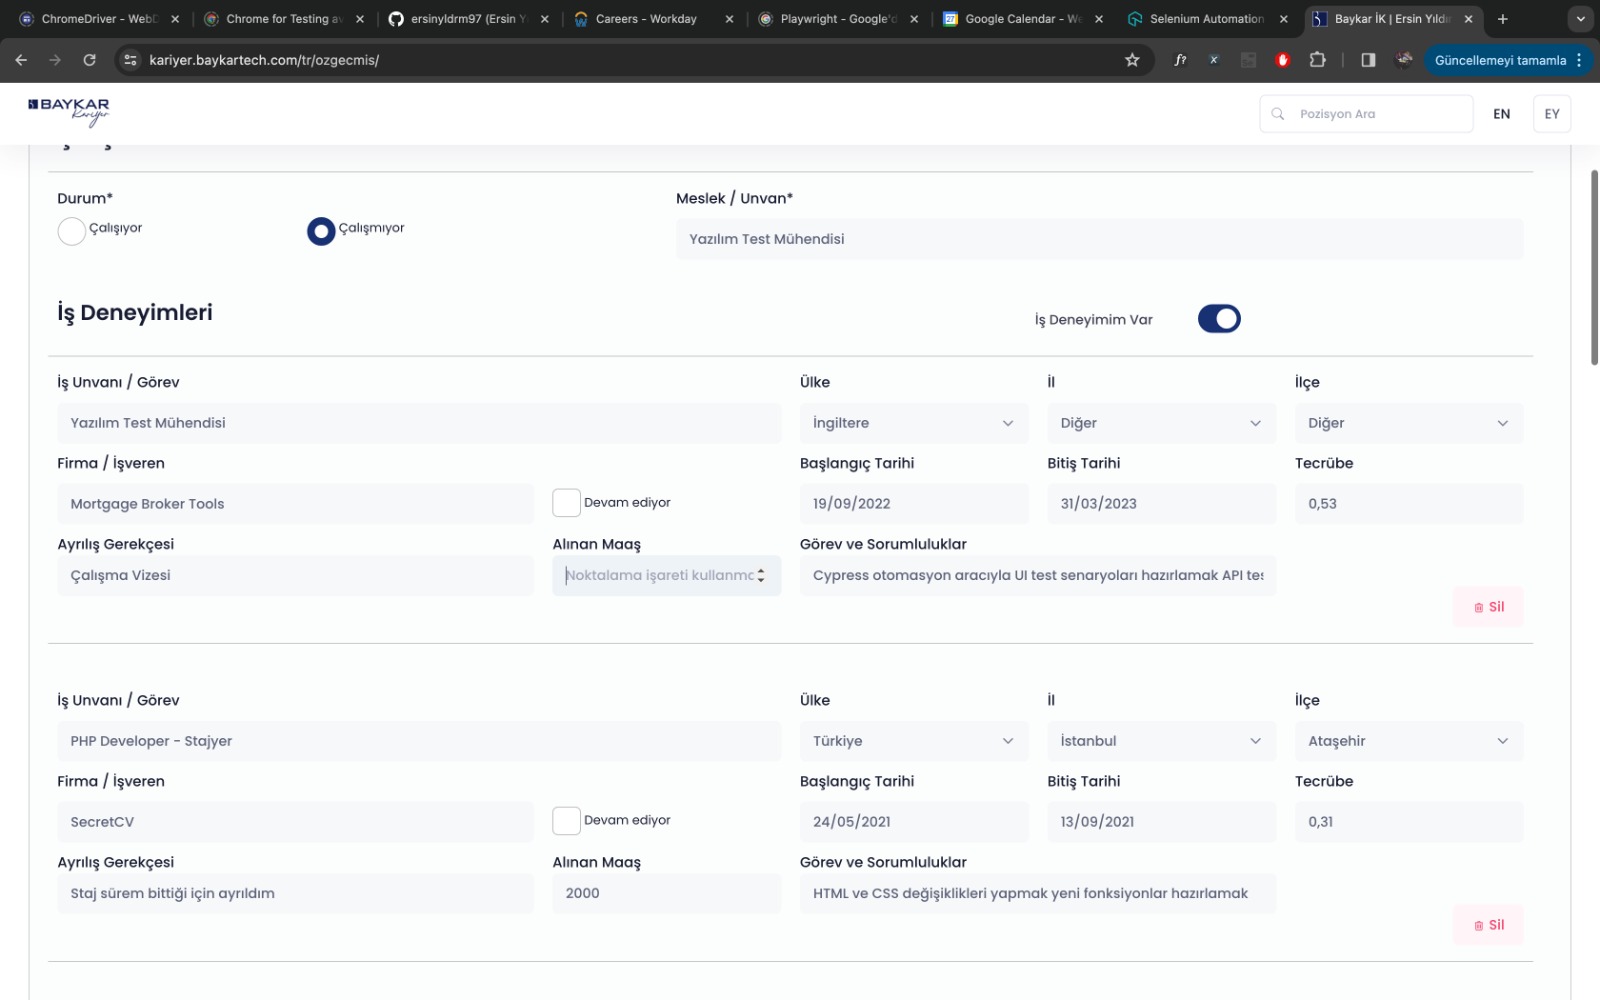 ChromeDriver - WebD
Chrome for Testing av
ersinyldrm97 (Ersin Y
Careers - Workday
Playwright - Google'd
Google Calendar - We
Selenium Automation
Baykar İK | Ersin Yıldır
kariyer.baykartech.com/tr/ozgecmis/
f?
X
Güncellemeyi tamamla
BAYKAR
Kariyer
Pozisyon Ara
EN
EY
Durum*
Meslek / Unvan*
Çalışıyor
Çalışmıyor
Yazılım Test Mühendisi
İş Deneyimleri
İş Deneyimim Var
İş Unvanı / Görev
Ülke
İl
İlçe
Yazılım Test Mühendisi
İngiltere
Diğer
Diğer
Firma / İşveren
Başlangıç Tarihi
Bitiş Tarihi
Tecrübe
Mortgage Broker Tools
Devam ediyor
19/09/2022
31/03/2023
0,53
Ayrılış Gerekçesi
Alınan Maaş
Görev ve Sorumluluklar
Çalışma Vizesi
Noktalama işareti kullanmo
Cypress otomasyon aracıyla UI test senaryoları hazırlamak API tes
Sil
İş Unvanı / Görev
Ülke
İl
İlçe
PHP Developer - Stajyer
Türkiye
İstanbul
Ataşehir
Firma / İşveren
Başlangıç Tarihi
Bitiş Tarihi
Tecrübe
SecretCV
Devam ediyor
24/05/2021
13/09/2021
0,31
Ayrılış Gerekçesi
Alınan Maaş
Görev ve Sorumluluklar
Staj sürem bittiği için ayrıldım
2000
HTML ve CSS değişiklikleri yapmak yeni fonksiyonlar hazırlamak
Sil